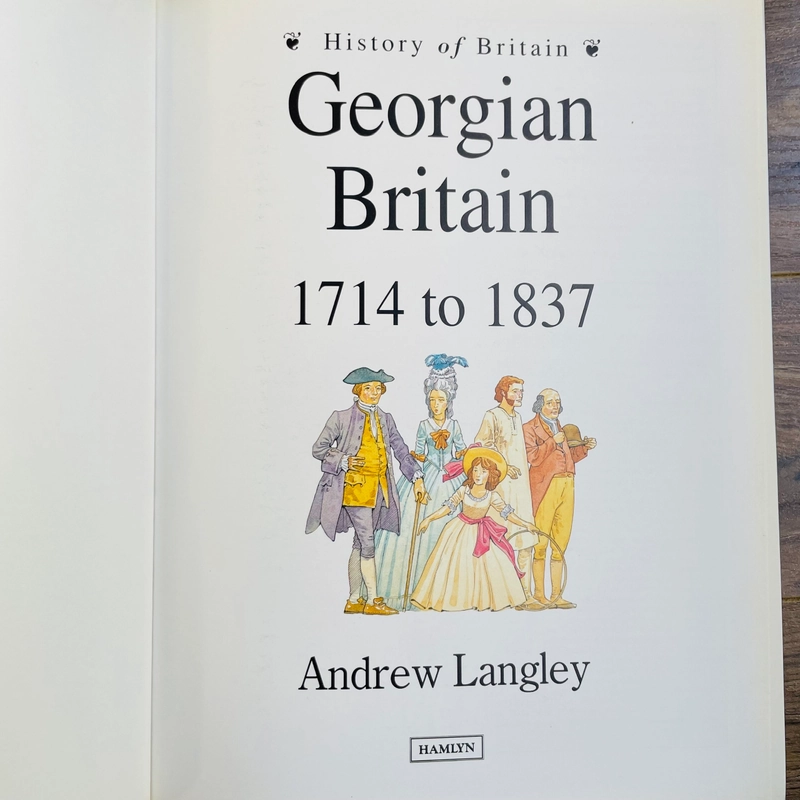 History of Britain
Georgian
Britain
1714 to 1837
Andrew Langley
HAMLYN